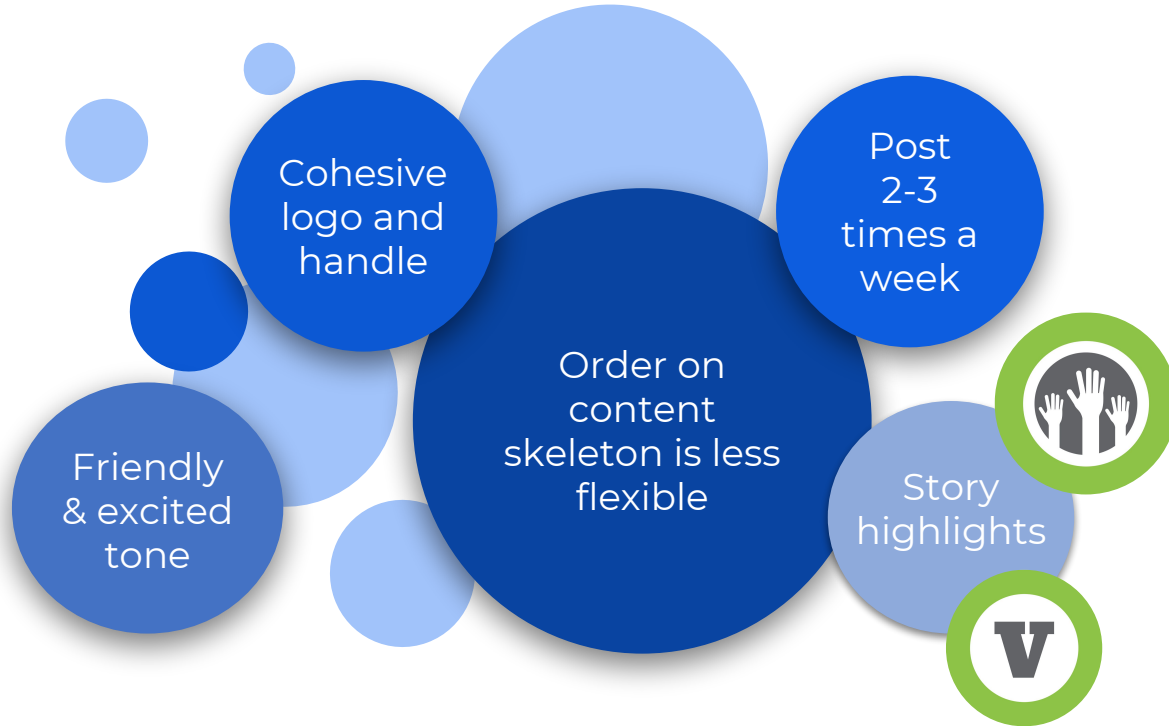 Cohesive
logo and
handle
Post
2-3
times a
week
Order on
content
skeleton is less
flexible
Friendly
& excited
tone
Story
highlights
V